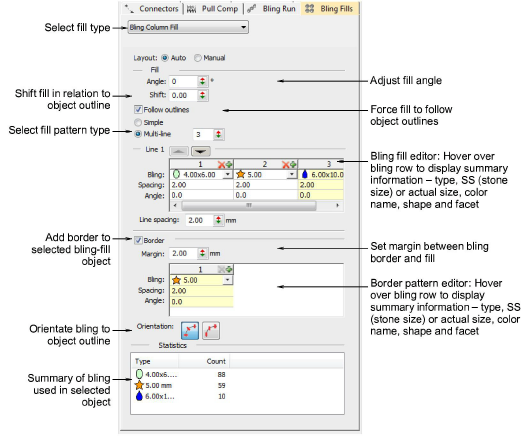 Connectors
Pull Comp
Bling Run
Bling Fills
Select fill type
Bling Column Fill
Layout: Auto Manual
Fill
Angle: 0 °
Adjust fill angle
Shift fill in relation to
object outline
Shift: 0.00
Follow outlines
Force fill to follow
object outlines
Simple
Select fill pattern type
Multi-line 3
Line 1
1 2 3
Bling: 4.00x6.00 5.00 6.00x10.0
Spacing: 2.00 2.00 2.00
Angle: 0.0 0.0 0.0
Bling fill editor: Hover over
bling row to display summary
information – type, SS (stone
size) or actual size, color
name, shape and facet
Line spacing: 2.00 mm
Add border to
selected bling-fill
object
Border
Margin: 2.00 mm
Set margin between bling
border and fill
1
Bling: 5.00
Spacing: 2.00
Angle: 0.0
Border pattern editor: Hover
over bling row to display
summary information – type, SS
(stone size) or actual size, color
name, shape and facet
Orientate bling to
object outline
Orientation:
Statistics
Type Count
4.00x6.... 88
5.00 mm 59
6.00x1... 10
Summary of bling
used in selected
object